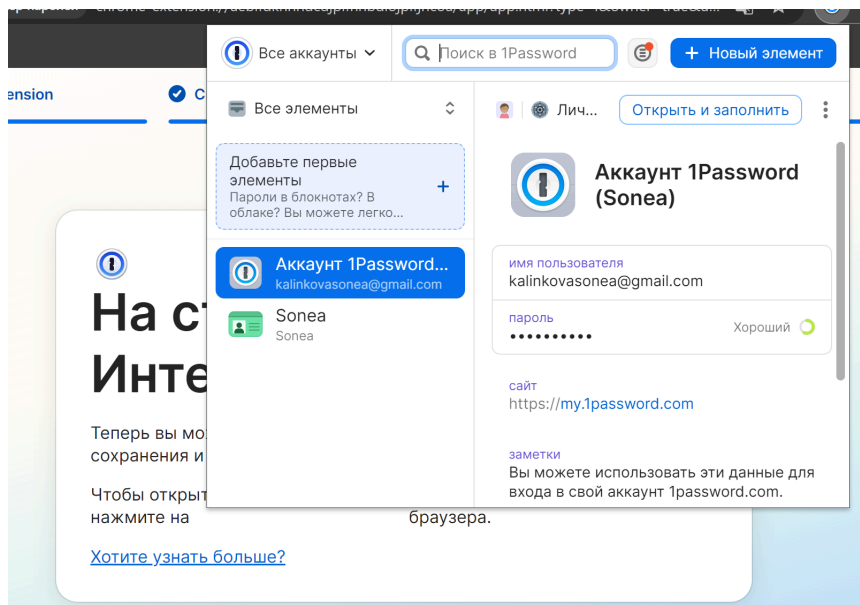 ension
Все аккаунты
Поиск в 1Password
+ Новый элемент
Все элементы
Лич...
Открыть и заполнить
Добавьте первые
элементы
Пароли в блокнотах? В
облаке? Вы можете легко...
+
Аккаунт 1Password...
kalinkovasonea@gmail.com
Sonea
Sonea
Аккаунт 1Password
(Sonea)
имя пользователя
kalinkovasonea@gmail.com
пароль
••••••••••
Хороший
сайт
https://my.1password.com
заметки
Вы можете использовать эти данные для
входа в свой аккаунт 1password.com.
На ст
Инте
Теперь вы мо
сохранения и
Чтобы открыт
нажмите на
браузера.
Хотите узнать больше?